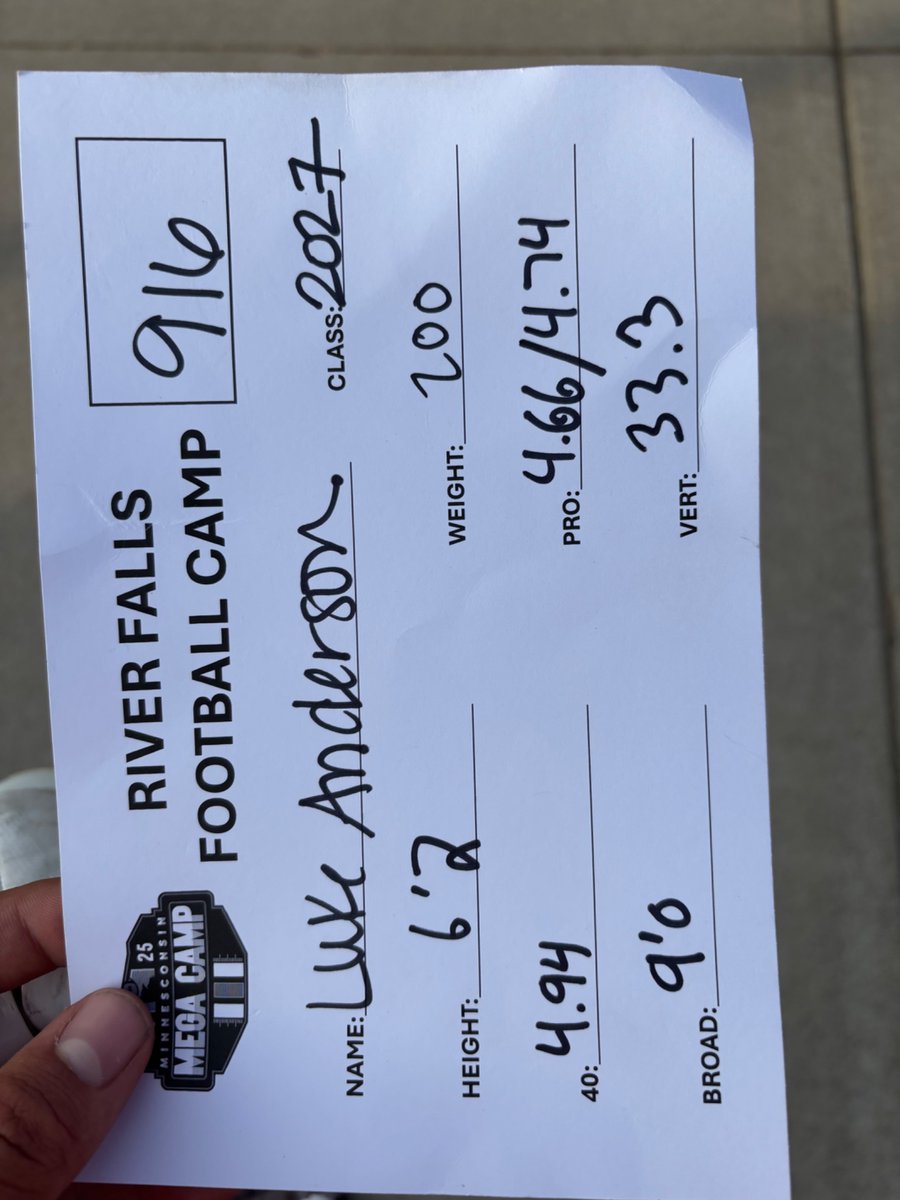 RIVER FALLS
FOOTBALL CAMP
916
25
MINNESCONSIN
MEGA CAMP
NAME: Luke Anderson
CLASS: 2027
HEIGHT: 6'2
WEIGHT: 200
40: 4.94
PRO: 4.66/4.74
BROAD: 9'0
VERT: 33.3